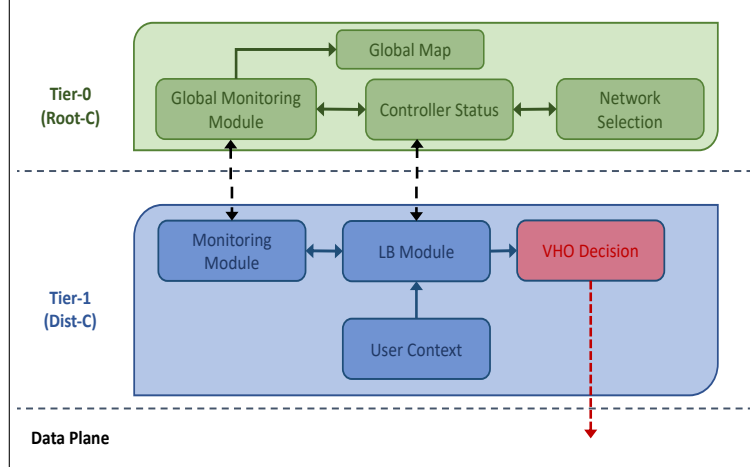 Global Map
Tier-0
(Root-C)
Global Monitoring
Module
Controller Status
Network
Selection
Monitoring
Module
LB Module
VHO Decision
Tier-1
(Dist-C)
User Context
Data Plane